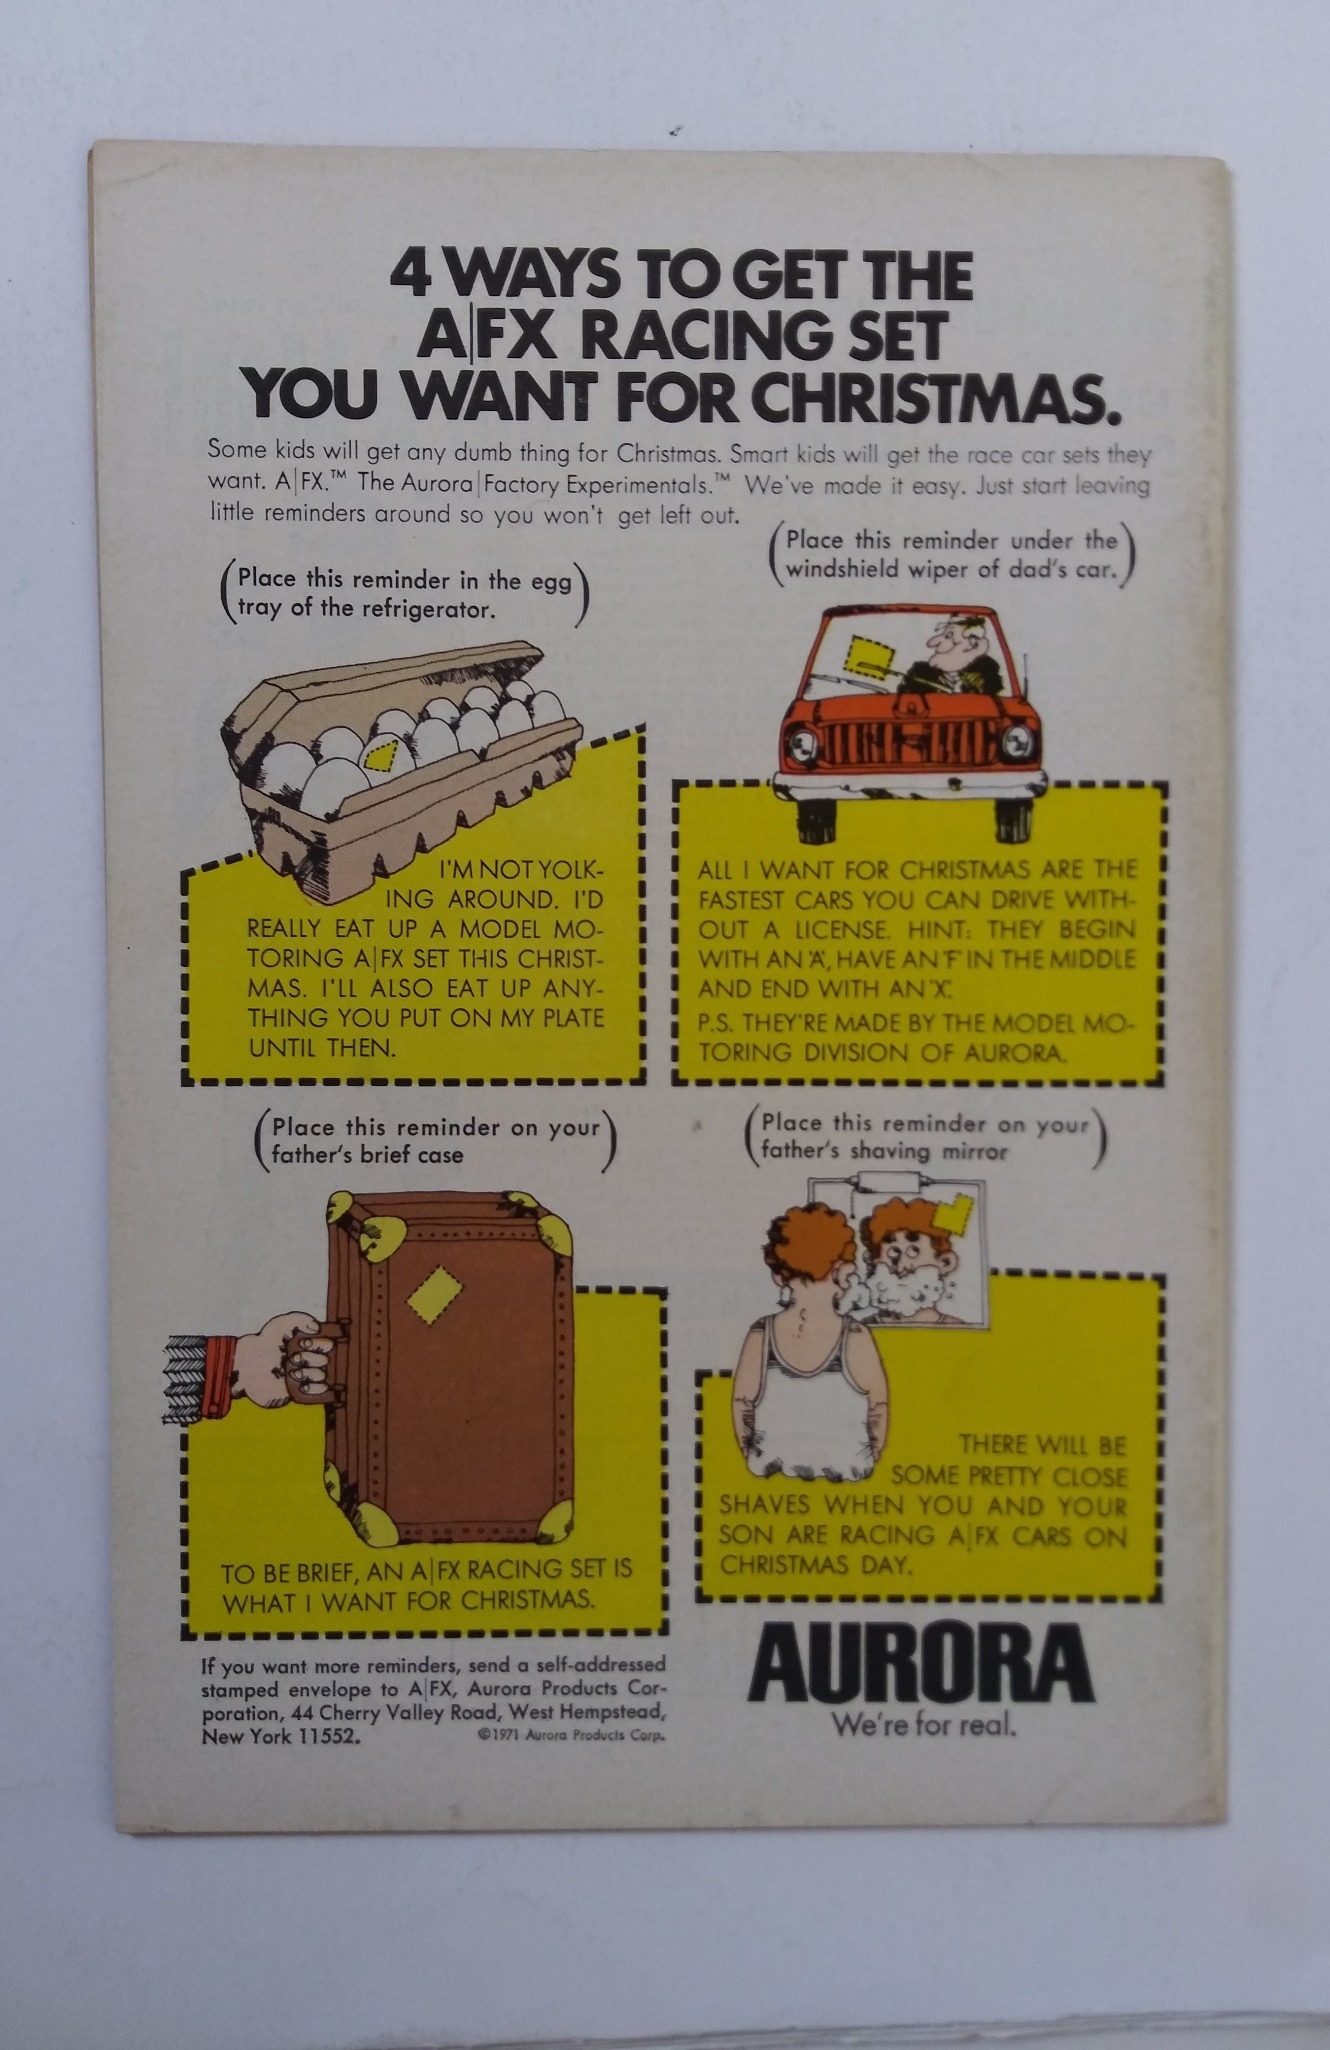 4 WAYS TO GET THE
A|FX RACING SET
YOU WANT FOR CHRISTMAS.
Some kids will get any dumb thing for Christmas. Smart kids will get the race car sets they
want. A|FX.™ The Aurora|Factory Experimentals.™ We've made it easy. Just start leaving
little reminders around so you won't get left out.
(Place this reminder in the egg
tray of the refrigerator.)
I'M NOT YOLK-
ING AROUND. I'D
REALLY EAT UP A MODEL MO-
TORING A|FX SET THIS CHRIST-
MAS. I'LL ALSO EAT UP ANY-
THING YOU PUT ON MY PLATE
UNTIL THEN.
(Place this reminder under the
windshield wiper of dad's car.)
ALL I WANT FOR CHRISTMAS ARE THE
FASTEST CARS YOU CAN DRIVE WITH-
OUT A LICENSE. HINT: THEY BEGIN
WITH AN 'A', HAVE AN 'F' IN THE MIDDLE
AND END WITH AN 'X'.
P.S. THEY'RE MADE BY THE MODEL MO-
TORING DIVISION OF AURORA.
(Place this reminder on your
father's brief case)
TO BE BRIEF, AN A|FX RACING SET IS
WHAT I WANT FOR CHRISTMAS.
(Place this reminder on your
father's shaving mirror)
THERE WILL BE
SOME PRETTY CLOSE
SHAVES WHEN YOU AND YOUR
SON ARE RACING A|FX CARS ON
CHRISTMAS DAY.
If you want more reminders, send a self-addressed
stamped envelope to A|FX, Aurora Products Cor-
poration, 44 Cherry Valley Road, West Hempstead,
New York 11552. ©1971 Aurora Products Corp.
AURORA
We're for real.